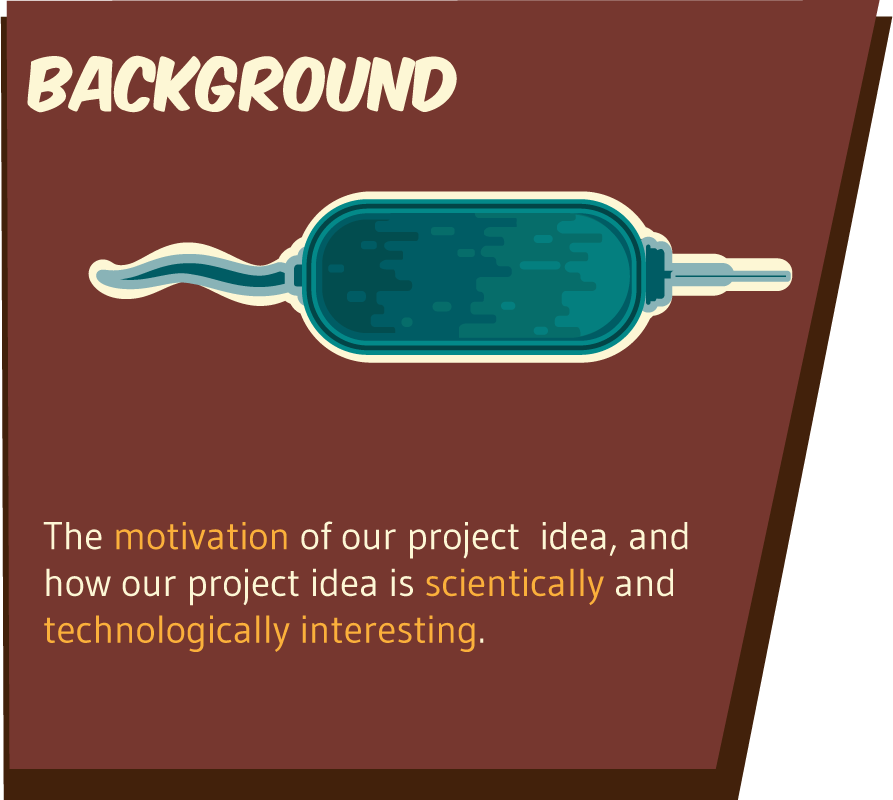 BACKGROUND
The motivation of our project  idea, and
how our project idea is scientically and
technologically interesting.